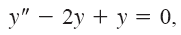 y″ − 2y + y = 0,